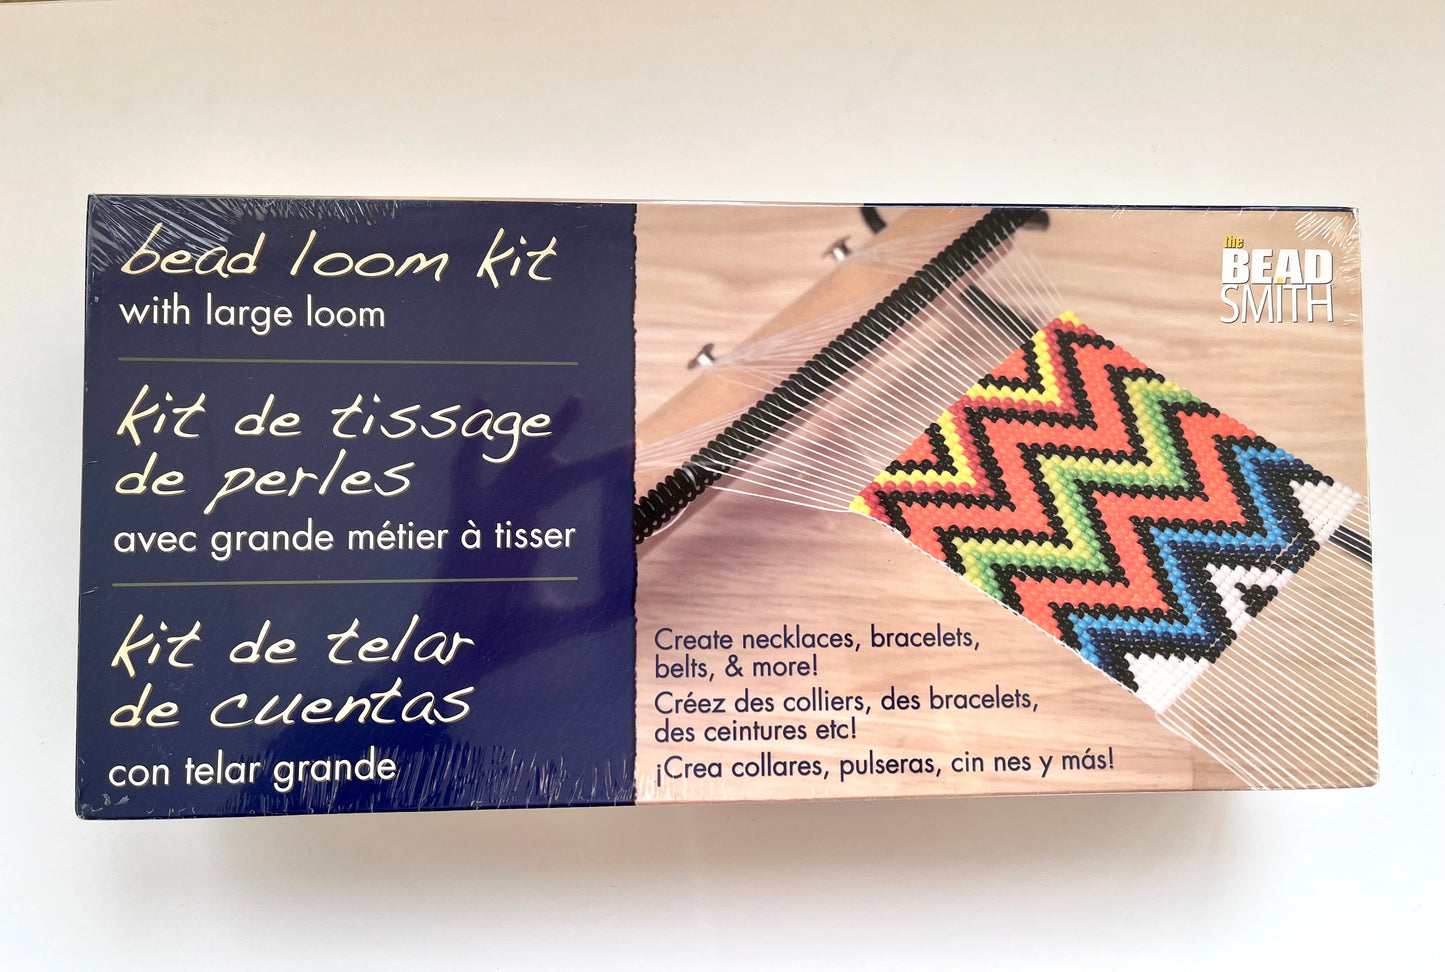 bead loom kit
with large loom
kit de tissage
de perles
avec grande métier à tisser
kit de telar
de cuentas
con telar grande
the
BEAD
SMITH
Create necklaces, bracelets,
belts, & more!
Créez des colliers, des bracelets,
des ceintures etc!
¡Crea collares, pulseras, cin nes y más!